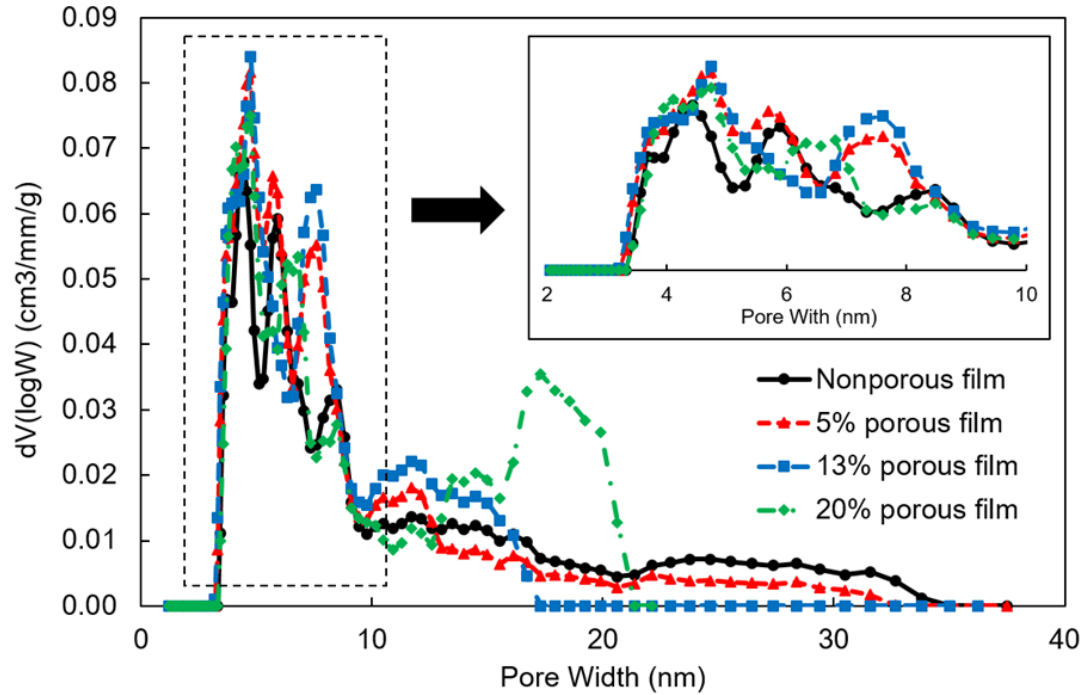 0.09
0.08
0.07
0.06
0.05
0.04
0.03
0.02
0.01
0.00
dV(logW) (cm3/mm/g)
0 10 20 30 40
Pore Width (nm)
2 4 6 8 10
Pore With (nm)
Nonporous film
5% porous film
13% porous film
20% porous film